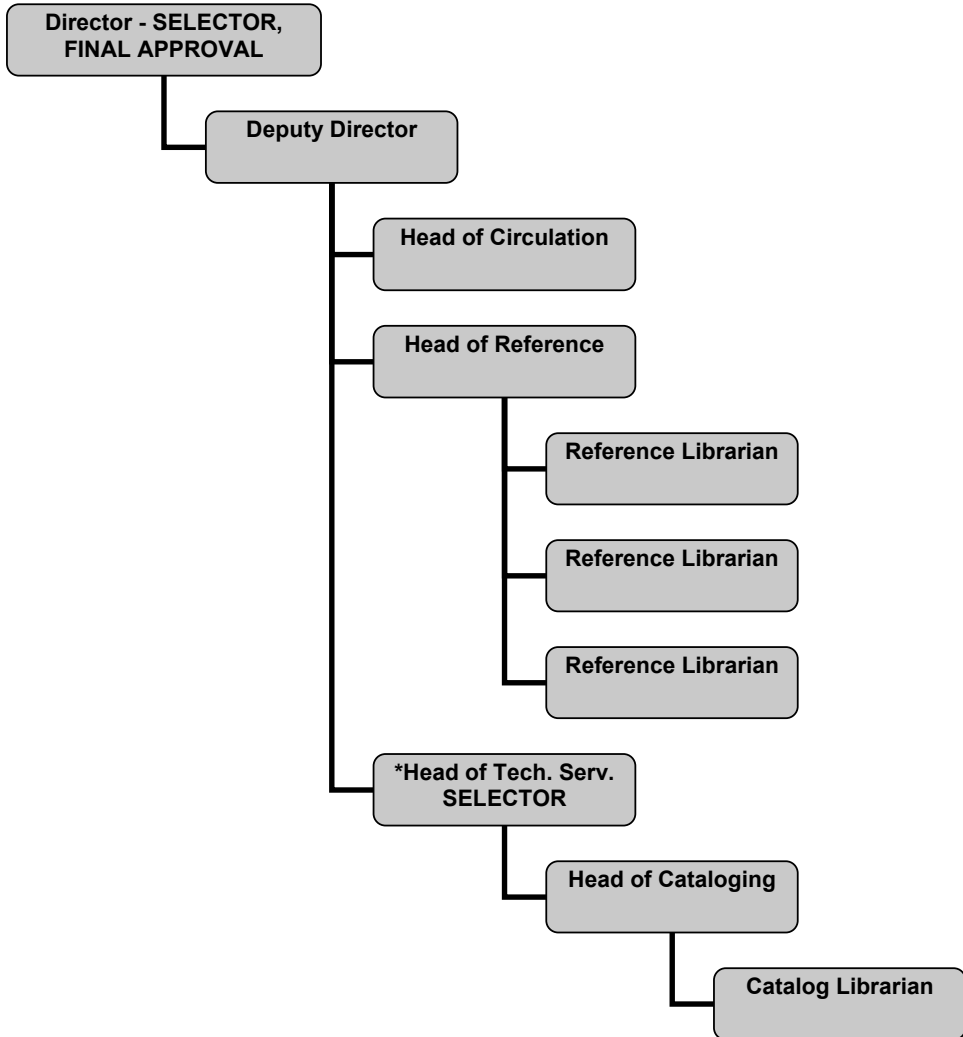 Director - SELECTOR,
FINAL APPROVAL
Deputy Director
Head of Circulation
Head of Reference
Reference Librarian
Reference Librarian
Reference Librarian
*Head of Tech. Serv.
SELECTOR
Head of Cataloging
Catalog Librarian